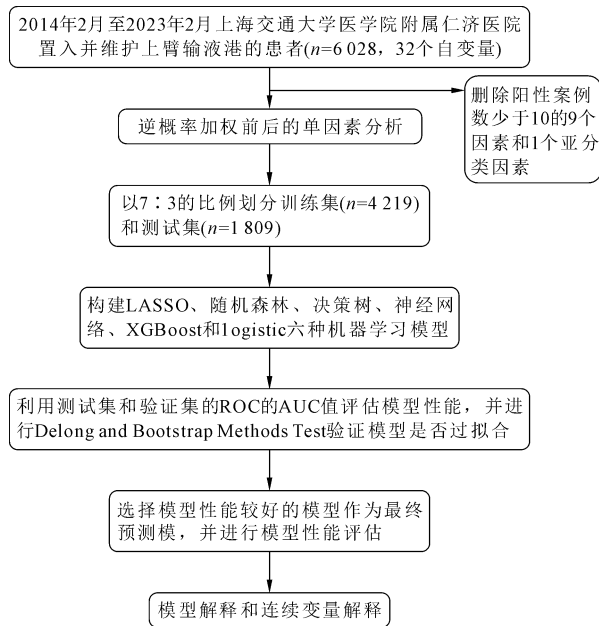 2014年2月至2023年2月上海交通大学医学院附属仁济医院
置入并维护上臂输液港的患者(n=6 028，32个自变量)
删除阳性案例
数少于10的9个
因素和1个亚分
类因素
逆概率加权前后的单因素分析
以7∶3的比例划分训练集(n=4 219)
和测试集(n=1 809)
构建LASSO、随机森林、决策树、神经网
络、XGBoost和logistic六种机器学习模型
利用测试集和验证集的ROC的AUC值评估模型性能，并进
行Delong and Bootstrap Methods Test验证模型是否过拟合
选择模型性能较好的模型作为最终
预测模，并进行模型性能评估
模型解释和连续变量解释